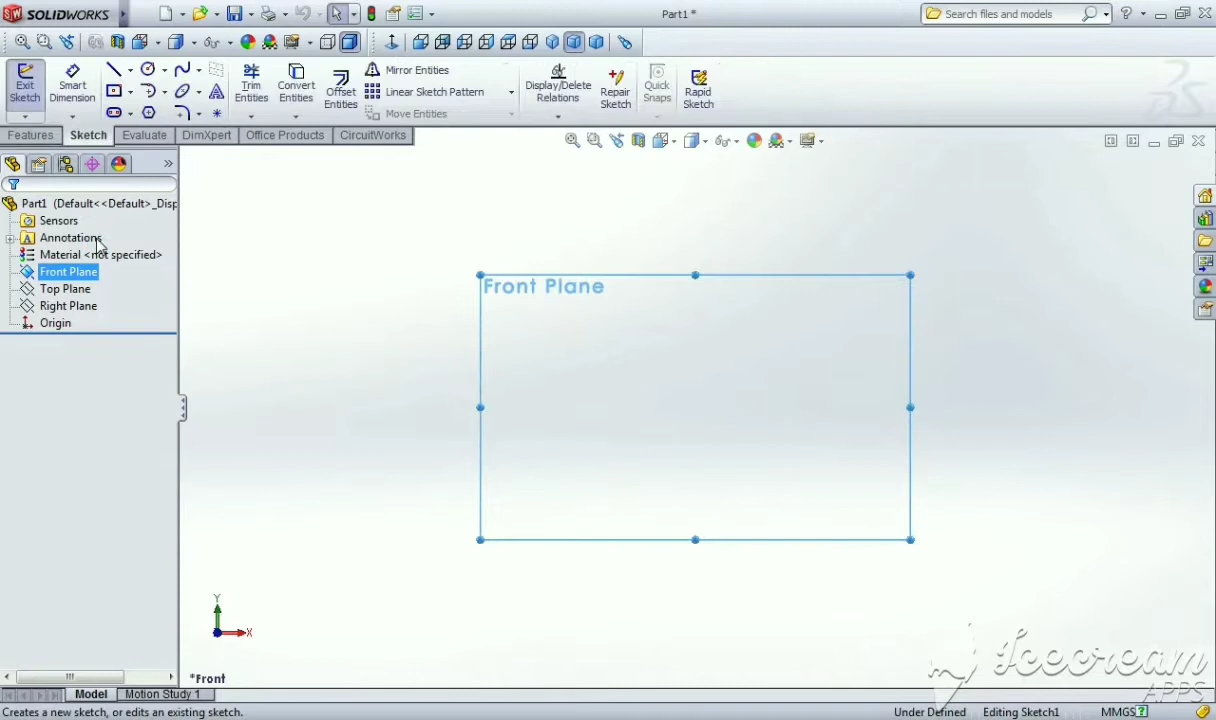 SOLIDWORKS
Part1 *
Search files and models
Exit Sketch
Smart Dimension
Trim Entities
Convert Entities
Offset Entities
Mirror Entities
Linear Sketch Pattern
Move Entities
Display/Delete Relations
Repair Sketch
Quick Snaps
Rapid Sketch
Features
Sketch
Evaluate
DimXpert
Office Products
CircuitWorks
Part1 (Default<<Default>_Disp
Sensors
Annotations
Material <not specified>
Front Plane
Top Plane
Right Plane
Origin
Front Plane
Y
X
*Front
Icecream
APPS
Model
Motion Study 1
Creates a new sketch, or edits an existing sketch.
Under Defined
Editing Sketch1
MMGS